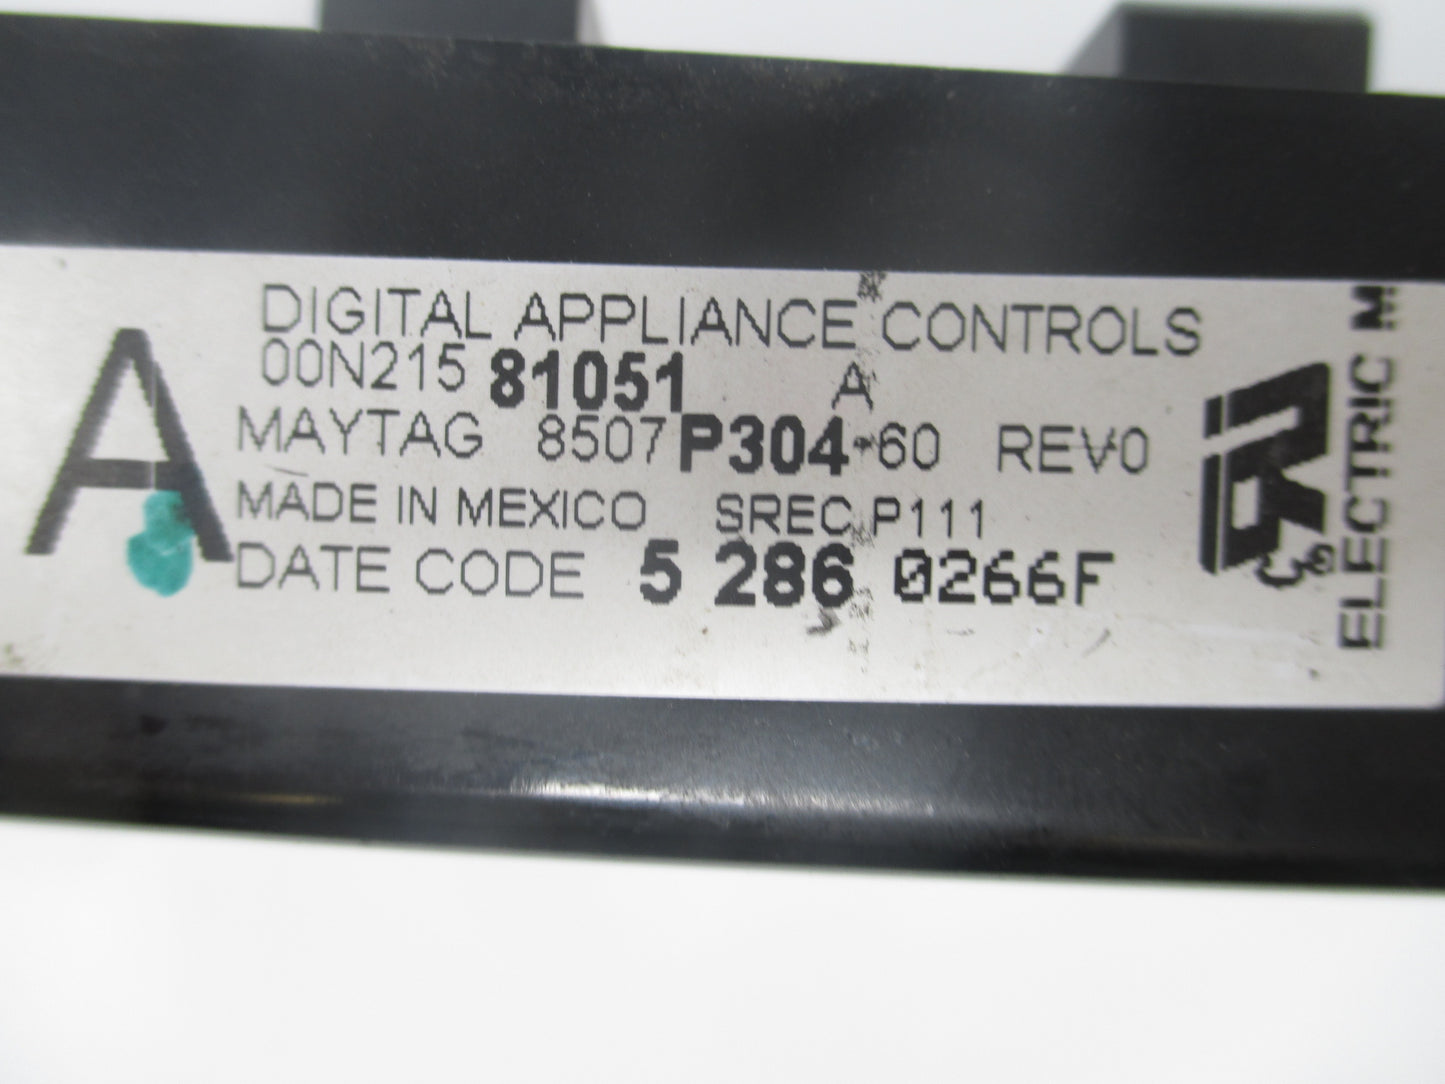 A
DIGITAL APPLIANCE CONTROLS
00N215 81051 A
MAYTAG 8507P304-60 REV0
MADE IN MEXICO SREC P111
DATE CODE 5 286 0266F
ELECTRIC